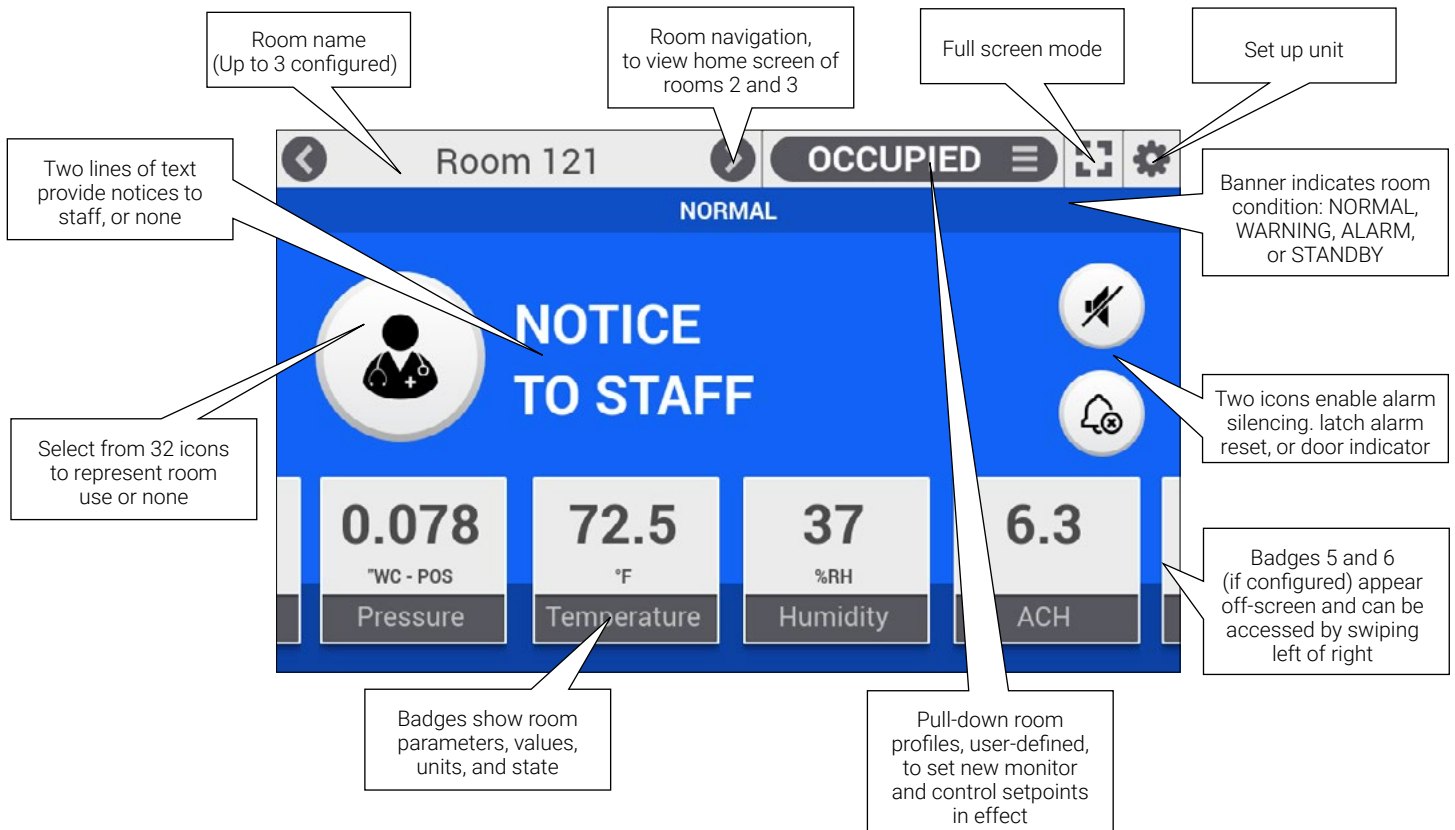 Room name
(Up to 3 configured)
Room navigation,
to view home screen of
rooms 2 and 3
Full screen mode
Set up unit
Two lines of text
provide notices to
staff, or none
Room 121
OCCUPIED
NORMAL
Banner indicates room
condition: NORMAL,
WARNING, ALARM,
or STANDBY
NOTICE
TO STAFF
Select from 32 icons
to represent room
use or none
Two icons enable alarm
silencing. latch alarm
reset, or door indicator
0.078
"WC - POS
Pressure
72.5
°F
Temperature
37
%RH
Humidity
6.3
ACH
Badges 5 and 6
(if configured) appear
off-screen and can be
accessed by swiping
left of right
Badges show room
parameters, values,
units, and state
Pull-down room
profiles, user-defined,
to set new monitor
and control setpoints
in effect